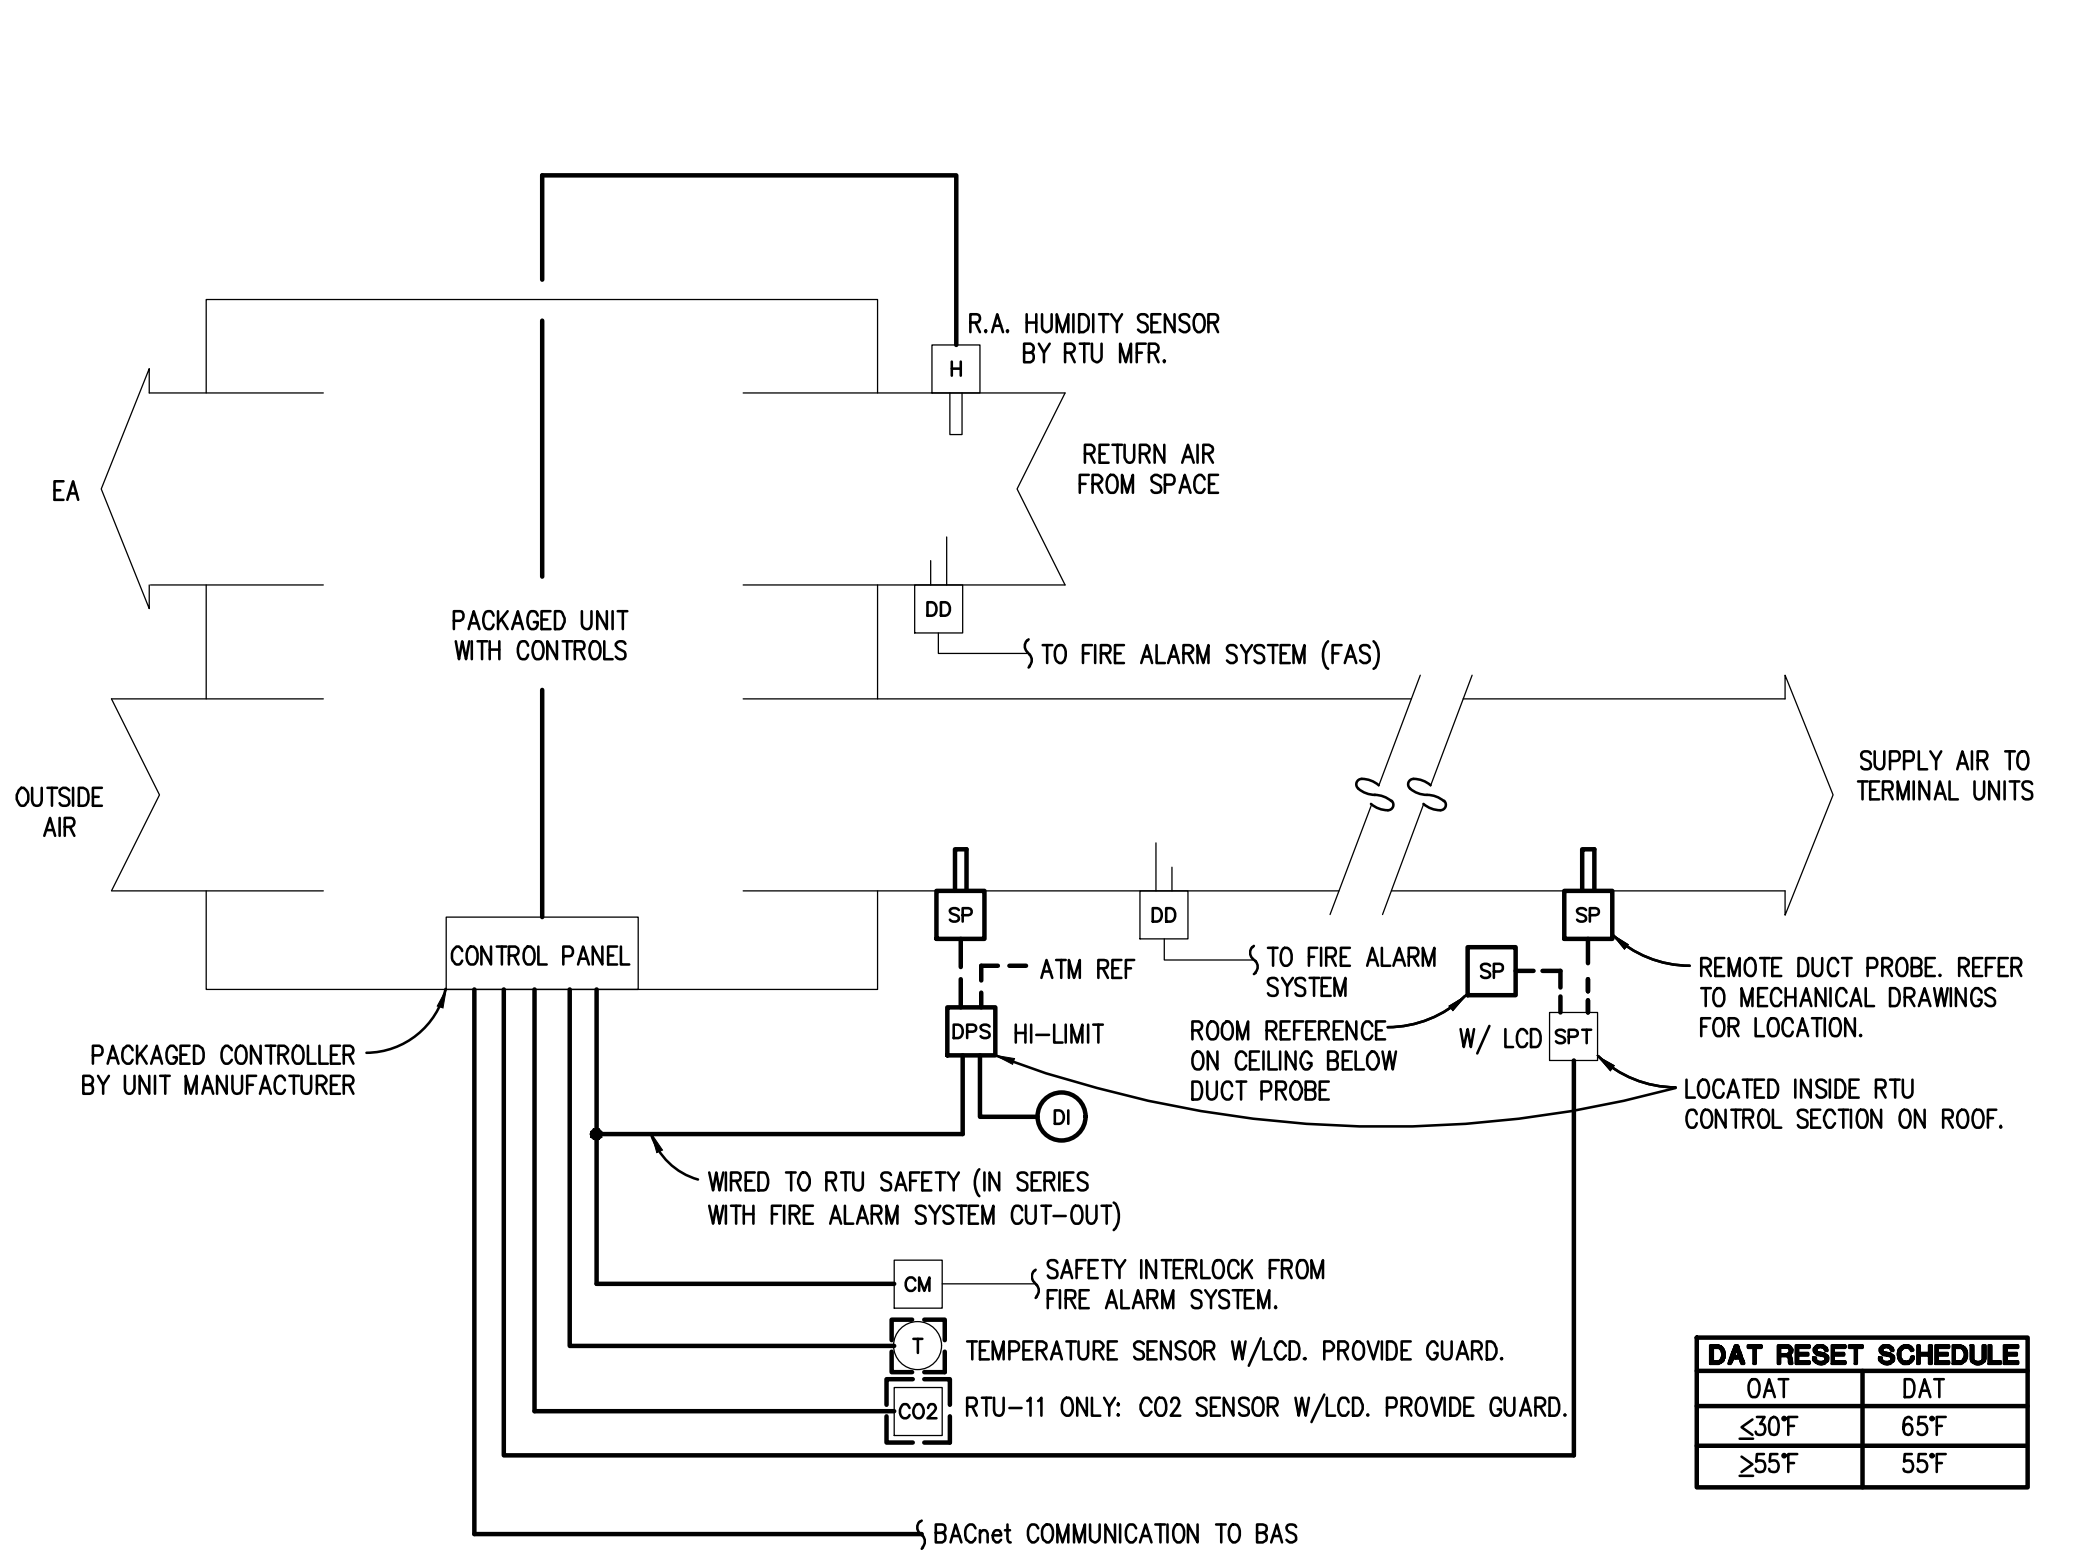 R.A. HUMIDITY SENSOR
BY RTU MFR.
H
RETURN AIR
FROM SPACE
EA
DD
TO FIRE ALARM SYSTEM (FAS)
PACKAGED UNIT
WITH CONTROLS
OUTSIDE
AIR
SUPPLY AIR TO
TERMINAL UNITS
CONTROL PANEL
SP
ATM REF
DPS
HI-LIMIT
DI
DD
TO FIRE ALARM
SYSTEM
SP
ROOM REFERENCE
ON CEILING BELOW
DUCT PROBE
SP
W/ LCD
SPT
REMOTE DUCT PROBE. REFER
TO MECHANICAL DRAWINGS
FOR LOCATION.
LOCATED INSIDE RTU
CONTROL SECTION ON ROOF.
PACKAGED CONTROLLER
BY UNIT MANUFACTURER
WIRED TO RTU SAFETY (IN SERIES
WITH FIRE ALARM SYSTEM CUT-OUT)
CM
SAFETY INTERLOCK FROM
FIRE ALARM SYSTEM.
T
TEMPERATURE SENSOR W/LCD. PROVIDE GUARD.
CO2
RTU-11 ONLY: CO2 SENSOR W/LCD. PROVIDE GUARD.
BACnet COMMUNICATION TO BAS
DAT RESET SCHEDULE
OAT DAT
≤30°F 65°F
≥55°F 55°F